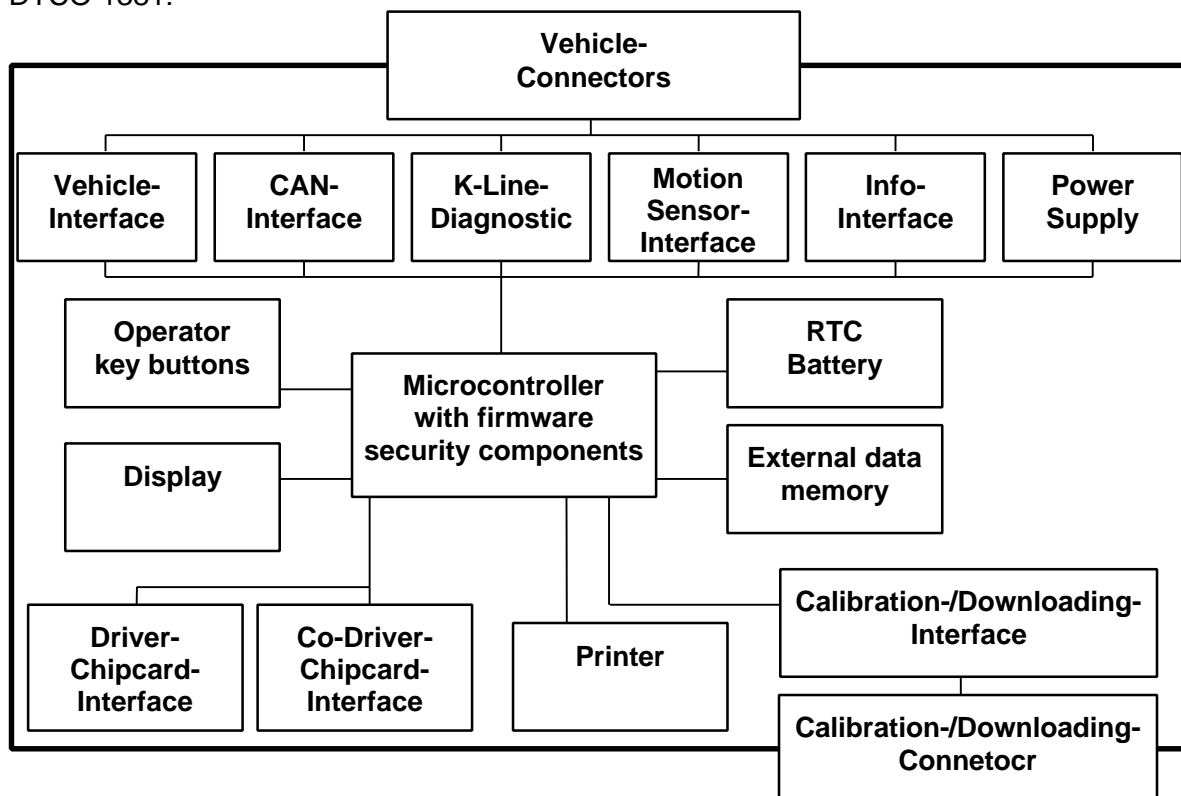 DTCO 1381.
Vehicle-
Connectors
Vehicle-
Interface
CAN-
Interface
K-Line-
Diagnostic
Motion
Sensor-
Interface
Info-
Interface
Power
Supply
Operator
key buttons
RTC
Battery
Microcontroller
with firmware
security components
Display
External data
memory
Driver-
Chipcard-
Interface
Co-Driver-
Chipcard-
Interface
Printer
Calibration-/Downloading-
Interface
Calibration-/Downloading-
Connetocr